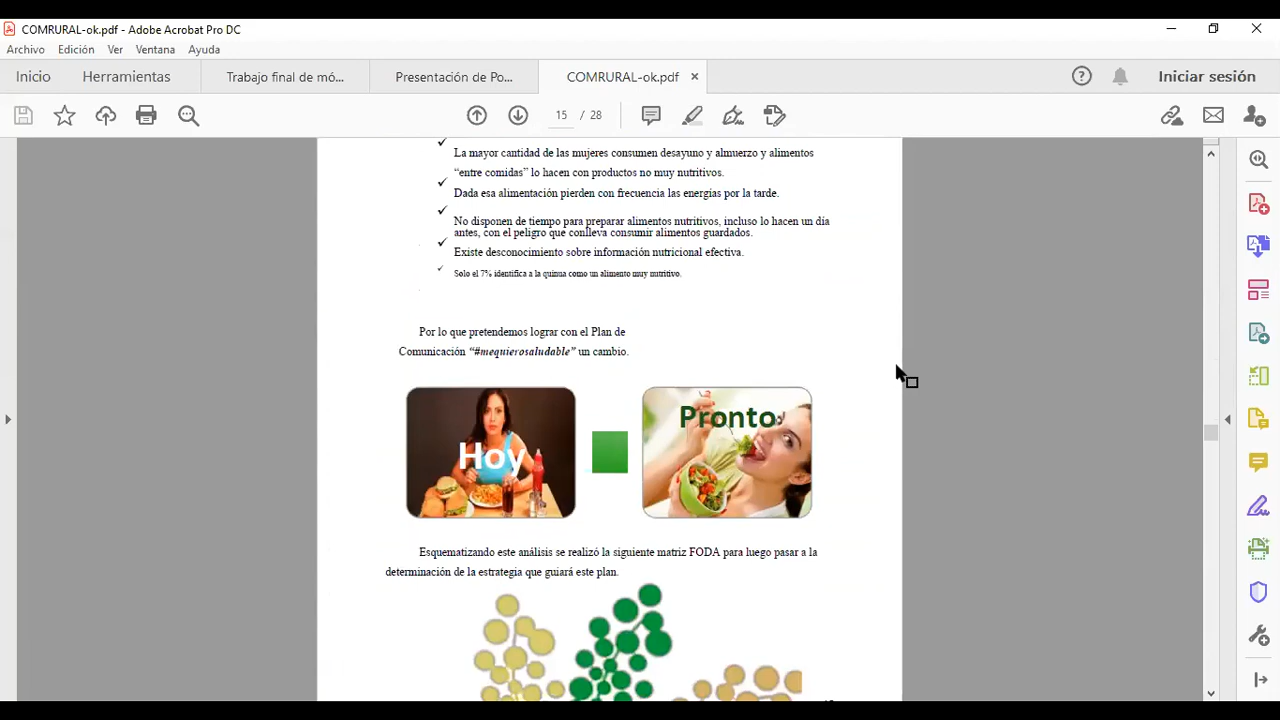 COMRURAL-ok.pdf - Adobe Acrobat Pro DC
Archivo Edición Ver Ventana Ayuda
Inicio Herramientas Trabajo final de mó... Presentación de Po... COMRURAL-ok.pdf × Iniciar sesión
15 / 28
La mayor cantidad de las mujeres consumen desayuno y almuerzo y alimentos
“entre comidas” lo hacen con productos no muy nutritivos.
Dada esa alimentación pierden con frecuencia las energías por la tarde.
No disponen de tiempo para preparar alimentos nutritivos, incluso lo hacen un día
antes, con el peligro que conlleva consumir alimentos guardados.
Existe desconocimiento sobre información nutricional efectiva.
Solo el 7% identifica a la quinua como un alimento muy nutritivo.
Por lo que pretendemos lograr con el Plan de
Comunicación “#mequierosaludable” un cambio.
Hoy
Pronto
Esquematizando este análisis se realizó la siguiente matriz FODA para luego pasar a la
determinación de la estrategia que guiará este plan.